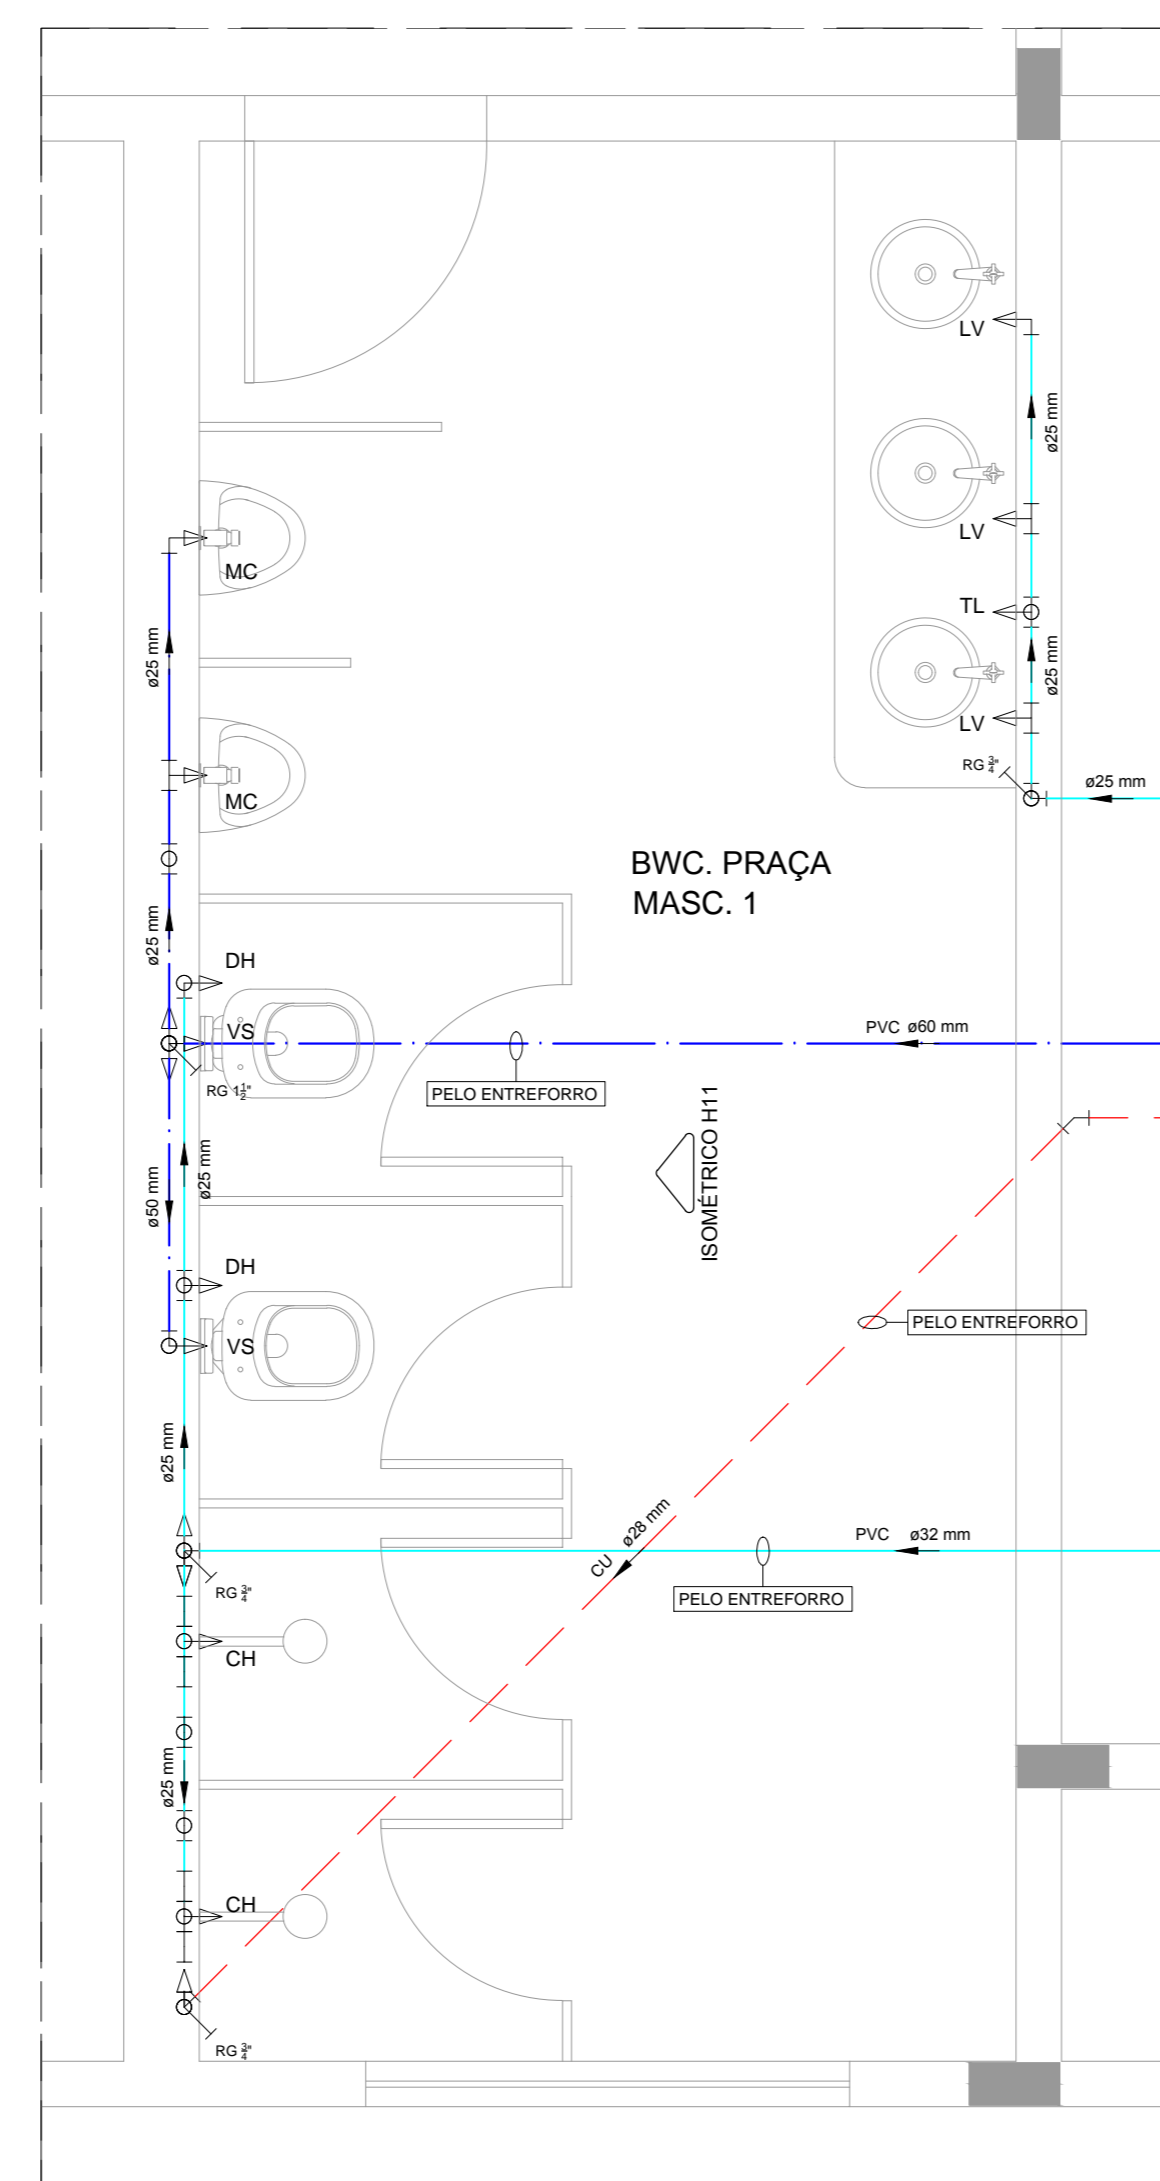 LV
ø25 mm
LV
MC
TL
ø25 mm
ø25 mm
LV
RG 3/4"
ø25 mm
MC
BWC. PRAÇA
MASC. 1
ø25 mm
DH
VS
PVC ø60 mm
RG 1 1/2"
PELO ENTREFORRO
ISOMÉTRICO H11
ø25 mm
ø50 mm
DH
PELO ENTREFORRO
VS
ø25 mm
CU ø28 mm
PVC ø32 mm
RG 3/4"
PELO ENTREFORRO
CH
ø25 mm
CH
RG 3/4"